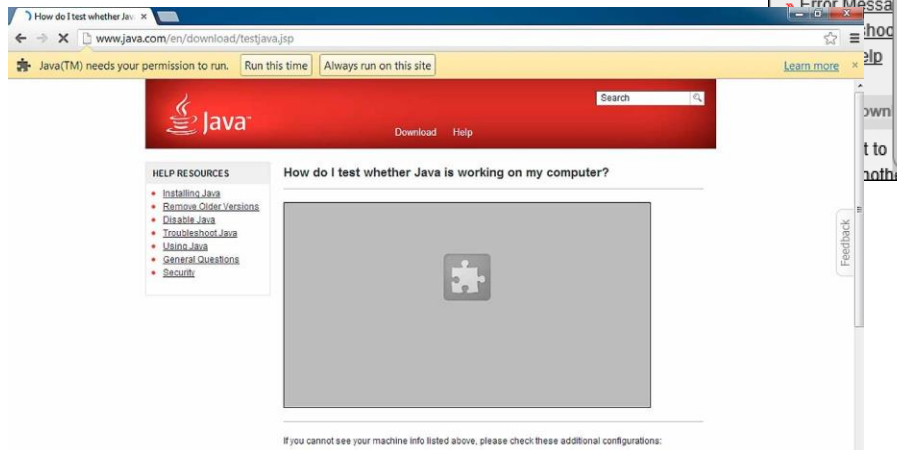 How do I test whether Jav
www.java.com/en/download/testjava.jsp
Java(TM) needs your permission to run. Run this time Always run on this site Learn more
Java
Search
Download Help
HELP RESOURCES
Installing Java
Remove Older Versions
Disable Java
Troubleshoot Java
Using Java
General Questions
Security
How do I test whether Java is working on my computer?
If you cannot see your machine info listed above, please check these additional configurations:
Feedback
» Error Messa
hoo
elp
own
t to
nothe